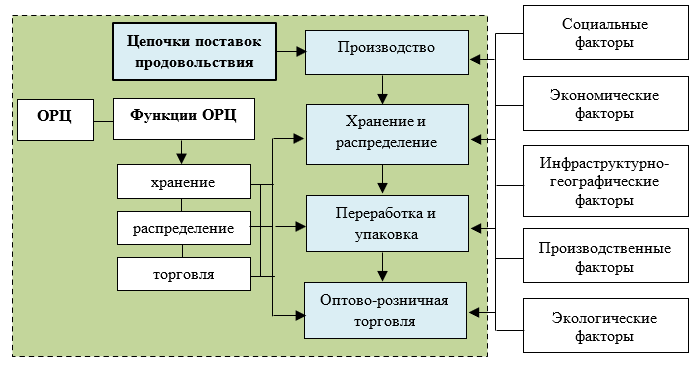 Цепочки поставок
продовольствия
Производство
ОРЦ
Функции ОРЦ
Хранение и
распределение
хранение
распределение
торговля
Переработка и
упаковка
Оптово-розничная
торговля
Социальные
факторы
Экономические
факторы
Инфраструктурно-
географические
факторы
Производственные
факторы
Экологические
факторы